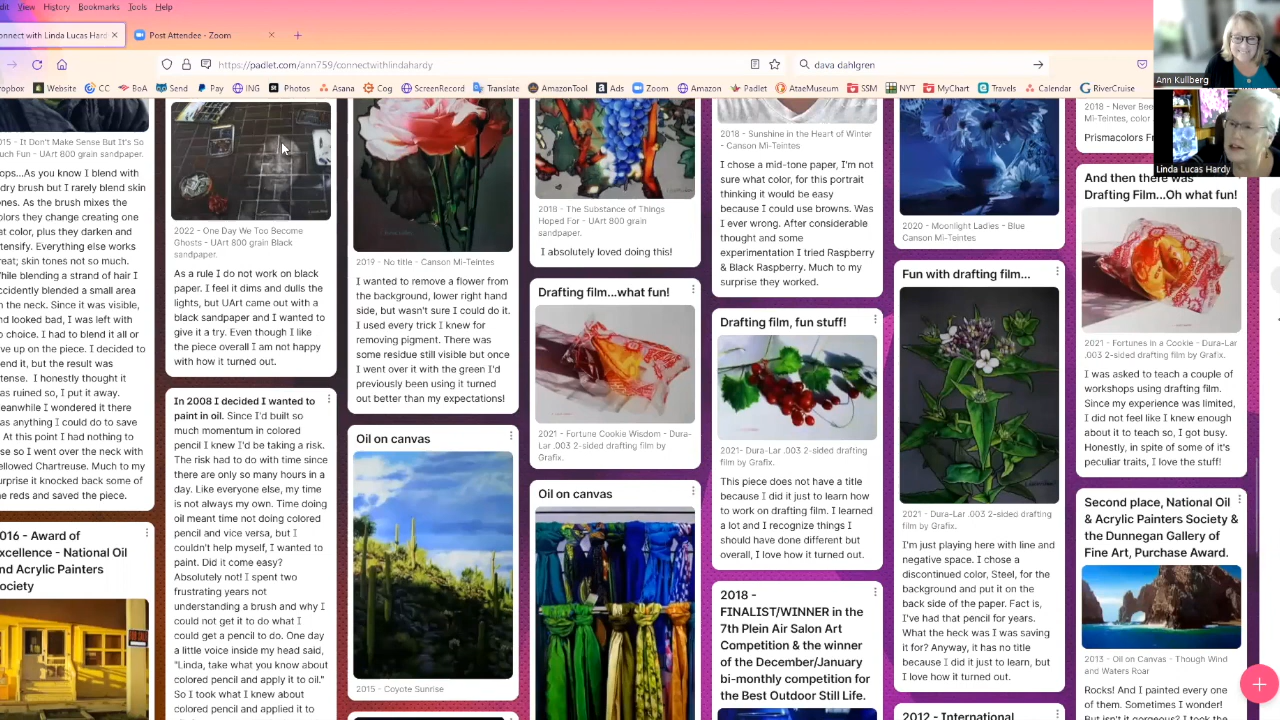 dit View History Bookmarks Tools Help
onnect with Linda Lucas Hard
Post Attendee - Zoom
https://padlet.com/ann759/connectwithlindahardy
dava dahlgren
opbox Website CC BoA Send Pay ING Photos Asana Cog ScreenRecord Translate AmazonTool Ads Zoom Amazon Padlet AtaeMuseum SSM NYT MyChart Travels Calendar RiverCruise
Ann Kullberg
Linda Lucas Hardy
015 - It Don't Make Sense But It's So
uch Fun - UArt 800 grain
sandpaper.
ops...As you know I blend with
dry brush but I rarely blend skin
ones. As the brush mixes the
olors they change creating one
at color, plus they darken and
tensify. Everything else works
reat; skin tones not so much.
hile blending a strand of hair I
ccidently blended a small area
n the neck. Since it was visible,
nd looked bad, I was left with
o choice. I had to blend it all or
ve up on the piece. I decided to
end it, but the result was
tense. I honestly thought it
as ruined so, I put it away.
eanwhile I wondered it there
as anything I could do to save
At this point I had nothing to
se so I went over the neck with
ellowed Chartreuse. Much to my
urprise it knocked back some of
he reds and saved the piece.
016 - Award of
xcellence - National Oil
nd Acrylic Painters
ociety
2022 - One Day We Too Become
Ghosts - UArt 800 grain Black
sandpaper.
As a rule I do not work on black
paper. I feel it dims and dulls the
lights, but UArt came out with a
black sandpaper and I wanted to
give it a try. Even though I like
the piece overall I am not happy
with how it turned out.
In 2008 I decided I wanted to
paint in oil. Since I'd built so
much momentum in colored
pencil I knew I'd be taking a risk.
The risk had to do with time since
there are only so many hours in a
day. Like everyone else, my time
is not always my own. Time doing
oil meant time not doing colored
pencil and vice versa, but I
couldn't help myself, I wanted to
paint. Did it come easy?
Absolutely not! I spent two
frustrating years not
understanding a brush and why I
could not get it to do what I
could get a pencil to do. One day
a little voice inside my head said,
"Linda, take what you know about
colored pencil and apply it to oil."
So I took what I knew about
colored pencil and applied it to
2019 - No title - Canson Mi-Teintes
I wanted to remove a flower from
the background, lower right hand
side, but wasn't sure I could do it.
I used every trick I knew for
removing pigment. There was
some residue still visible but once
I went over it with the green I'd
previously been using it turned
out better than my expectations!
Oil on canvas
2015 - Coyote Sunrise
2018 - The Substance of Things
Hoped For - UArt 800 grain
sandpaper.
I absolutely loved doing this!
Drafting film...what fun!
2021 - Fortune Cookie Wisdom - Dura-
Lar .003 2-sided drafting film by
Grafix.
Oil on canvas
2018 - Sunshine in the Heart of Winter
- Canson Mi-Teintes
I chose a mid-tone paper, I'm not
sure what color, for this portrait
thinking it would be easy
because I could use browns. Was
I ever wrong. After considerable
thought and some
experimentation I tried Raspberry
& Black Raspberry. Much to my
surprise they worked.
Drafting film, fun stuff!
2021- Dura-Lar .003 2-sided drafting
film by Grafix.
This piece does not have a title
because I did it just to learn how
to work on drafting film. I learned
a lot and I recognize things I
should have done different but
overall, I love how it turned out.
2018 -
FINALIST/WINNER in the
7th Plein Air Salon Art
Competition & the winner
of the December/January
bi-monthly competition for
the Best Outdoor Still Life.
2020 - Moonlight Ladies - Blue
Canson Mi-Teintes
Fun with drafting film...
2021 - Dura-Lar .003 2-sided drafting
film by Grafix.
I'm just playing here with line and
negative space. I chose a
discontinued color, Steel, for the
background and put it on the
back side of the paper. Fact is,
I've had that pencil for years.
What the heck was I was saving
it for? Anyway, it has no title
because I did it just to learn, but
I love how it turned out.
2012 - International
2018 - Never Bee
Mi-Teintes, color
Prismacolors Fr
And then there was
Drafting Film...Oh what fun!
2021 - Fortunes in a Cookie - Dura-Lar
.003 2-sided drafting film by Grafix.
I was asked to teach a couple of
workshops using drafting film.
Since my experience was limited,
I did not feel like I knew enough
about it to teach so, I got busy.
Honestly, in spite of some of it's
peculiar traits, I love the stuff!
Second place, National Oil
& Acrylic Painters Society &
the Dunnegan Gallery of
Fine Art, Purchase Award.
2013 - Oil on Canvas - Though Wind
and Waters Roar
Rocks! And I painted every one
of them. Sometimes I wonder!
But isn't it gorgeous? I took the